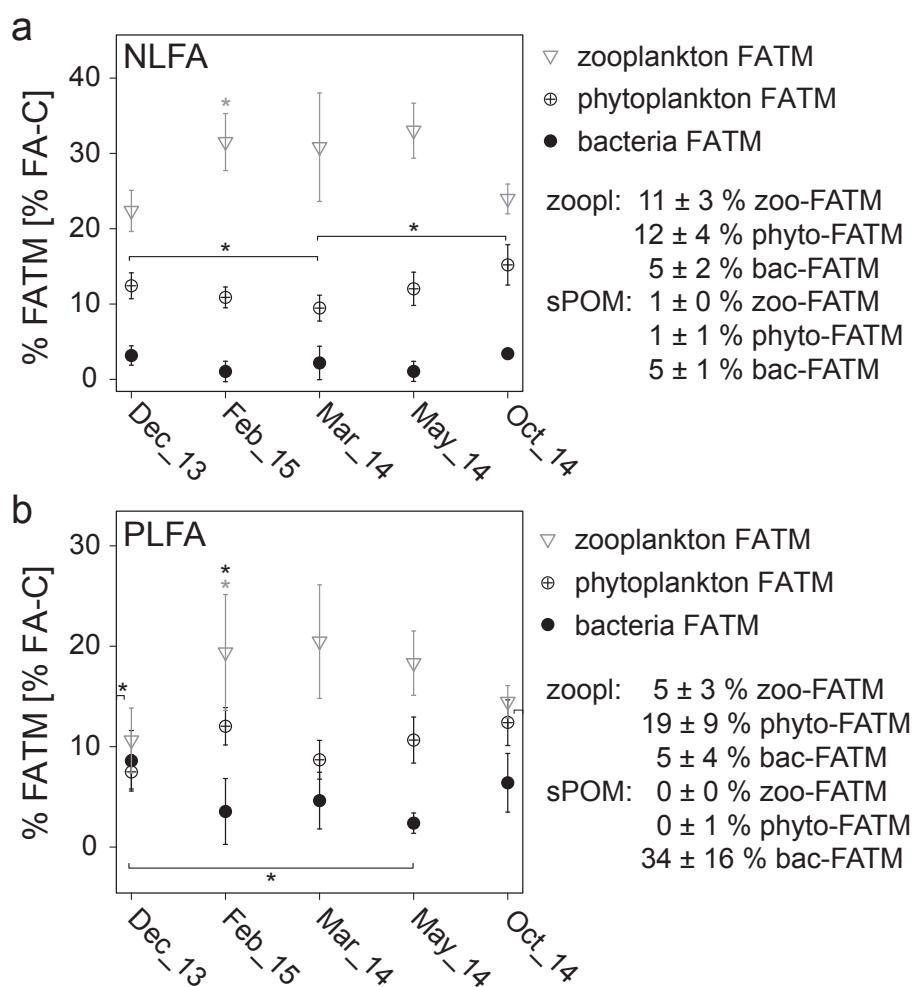 a
NLFA
% FATM [% FA-C]
40
30
20
10
0
*
*
*
Dec_13
Feb_15
Mar_14
May_14
Oct_14
zooplankton FATM
phytoplankton FATM
bacteria FATM
zoopl: 11 ± 3 % zoo-FATM
12 ± 4 % phyto-FATM
5 ± 2 % bac-FATM
sPOM: 1 ± 0 % zoo-FATM
1 ± 1 % phyto-FATM
5 ± 1 % bac-FATM
b
PLFA
% FATM [% FA-C]
30
20
10
0
*
*
*
*
Dec_13
Feb_15
Mar_14
May_14
Oct_14
zooplankton FATM
phytoplankton FATM
bacteria FATM
zoopl: 5 ± 3 % zoo-FATM
19 ± 9 % phyto-FATM
5 ± 4 % bac-FATM
sPOM: 0 ± 0 % zoo-FATM
0 ± 1 % phyto-FATM
34 ± 16 % bac-FATM